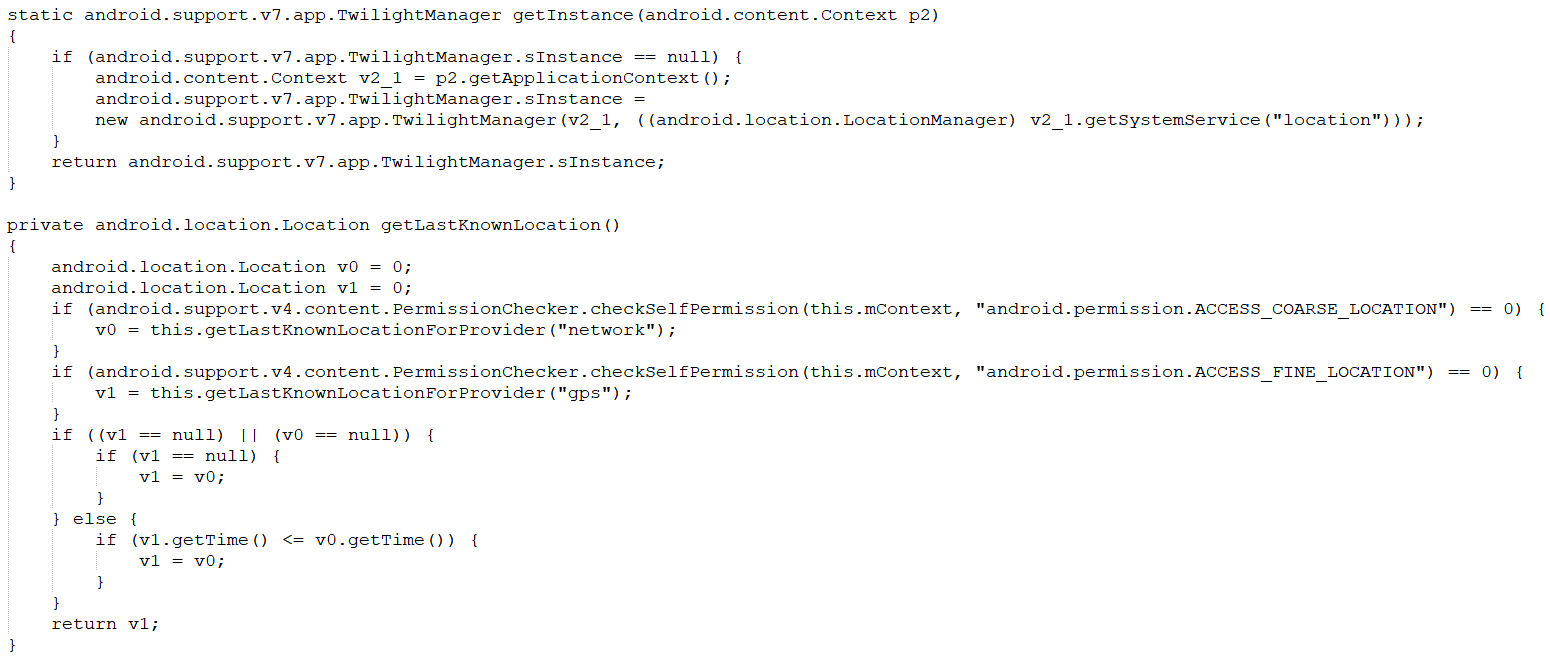 static android.support.v7.app.TwilightManager getInstance(android.content.Context p2)
{
    if (android.support.v7.app.TwilightManager.sInstance == null) {
        android.content.Context v2_1 = p2.getApplicationContext();
        android.support.v7.app.TwilightManager.sInstance =
        new android.support.v7.app.TwilightManager(v2_1, ((android.location.LocationManager) v2_1.getSystemService("location")));
    }
    return android.support.v7.app.TwilightManager.sInstance;
}

private android.location.Location getLastKnownLocation()
{
    android.location.Location v0 = 0;
    android.location.Location v1 = 0;
    if (android.support.v4.content.PermissionChecker.checkSelfPermission(this.mContext, "android.permission.ACCESS_COARSE_LOCATION") == 0) {
        v0 = this.getLastKnownLocationForProvider("network");
    }
    if (android.support.v4.content.PermissionChecker.checkSelfPermission(this.mContext, "android.permission.ACCESS_FINE_LOCATION") == 0) {
        v1 = this.getLastKnownLocationForProvider("gps");
    }
    if ((v1 == null) || (v0 == null)) {
        if (v1 == null) {
            v1 = v0;
        }
    } else {
        if (v1.getTime() <= v0.getTime()) {
            v1 = v0;
        }
    }
    return v1;
}